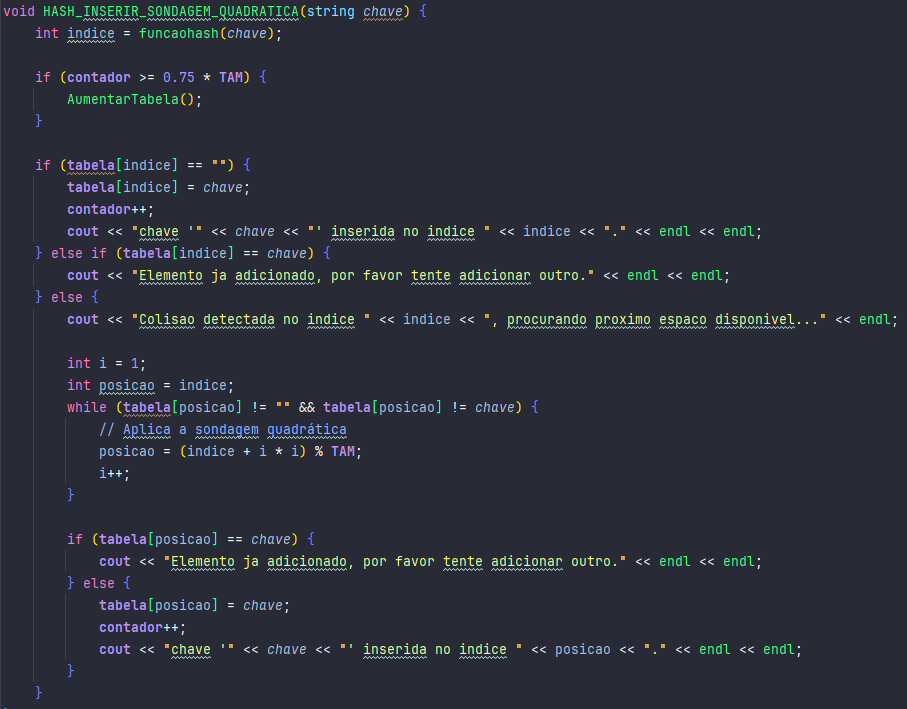 void HASH_INSERIR_SONDAGEM_QUADRATICA(string chave) {
    int indice = funcaohash(chave);

    if (contador >= 0.75 * TAM) {
        AumentarTabela();
    }

    if (tabela[indice] == "") {
        tabela[indice] = chave;
        contador++;
        cout << "chave '" << chave << "' inserida no indice " << indice << "." << endl << endl;
    } else if (tabela[indice] == chave) {
        cout << "Elemento ja adicionado, por favor tente adicionar outro." << endl << endl;
    } else {
        cout << "Colisao detectada no indice " << indice << ", procurando proximo espaco disponivel..." << endl;

        int i = 1;
        int posicao = indice;
        while (tabela[posicao] != "" && tabela[posicao] != chave) {
            // Aplica a sondagem quadrática
            posicao = (indice + i * i) % TAM;
            i++;
        }

        if (tabela[posicao] == chave) {
            cout << "Elemento ja adicionado, por favor tente adicionar outro." << endl << endl;
        } else {
            tabela[posicao] = chave;
            contador++;
            cout << "chave '" << chave << "' inserida no indice " << posicao << "." << endl << endl;
        }
    }